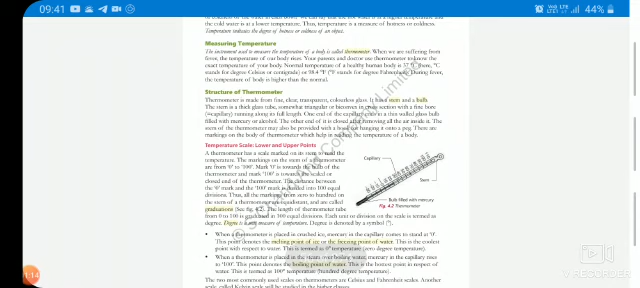 09:41
44%
the cold water is at a lower temperature. Thus, temperature is a measure of hotness or coldness.
Temperature indicates the degree of hotness or coldness of an object.
Measuring Temperature
The instrument used to measure the temperature of a body is called thermometer. When we are suffering from
fever, the temperature of our body rises. Your parents and doctor use thermometer to know the
exact temperature of your body. Normal temperature of a healthy human body is 37 °C (here, °C
stands for degree Celsius or centigrade) or 98.4 °F (°F stands for degree Fahrenheit). During fever,
the temperature of body is higher than the normal.
Structure of Thermometer
Thermometer is made from fine, clear, transparent, colourless glass. It has a stem and a bulb.
The stem is a thick glass tube, somewhat triangular or biconvex in cross section with a fine bore
(=capillary) running along its full length. One end of the capillary ends in a thin walled glass bulb
filled with mercury or alcohol. The other end of it is closed after removing all the air inside it. The
stem of the thermometer may also be provided with a hook for hanging it onto a peg. There are
markings on the body of thermometer which help in reading the temperature of a body.
Temperature Scale: Lower and Upper Points
A thermometer has a scale marked on its stem to read the
temperature. The markings on the stem of a thermometer
are from '0' to '100'. Mark '0' is towards the bulb of the
thermometer and mark '100' is towards the sealed or
closed end of the thermometer. The distance between
the '0' mark and the '100' mark is divided into 100 equal
divisions. Thus, all the markings from zero to hundred on
the stem of a thermometer are equidistant, and are called
graduations (See fig. 4.2). The length of thermometer tube
from 0 to 100 is graduated in 100 equal divisions. Each unit or division on the scale is termed as
degree. Degree is a unit measure of temperature. Degree is denoted by a symbol (°).
Capillary
Stem
Bulb filled with mercury
Fig. 4.2 Thermometer
• When a thermometer is placed in crushed ice, mercury in the capillary comes to stand at '0'.
This point denotes the melting point of ice or the freezing point of water. This is the coolest
point with respect to water. This is termed as 0° temperature (zero degree temperature).
• When a thermometer is placed in the steam over boiling water, mercury in the capillary rises
to '100'. This point denotes the boiling point of water. This is the hottest point in respect of
water. This is termed as 100° temperature (hundred degree temperature).
The two most commonly used scales on thermometers are Celsius and Fahrenheit scales. Another
scale called Kelvin scale will be studied in the higher classes.
1:14